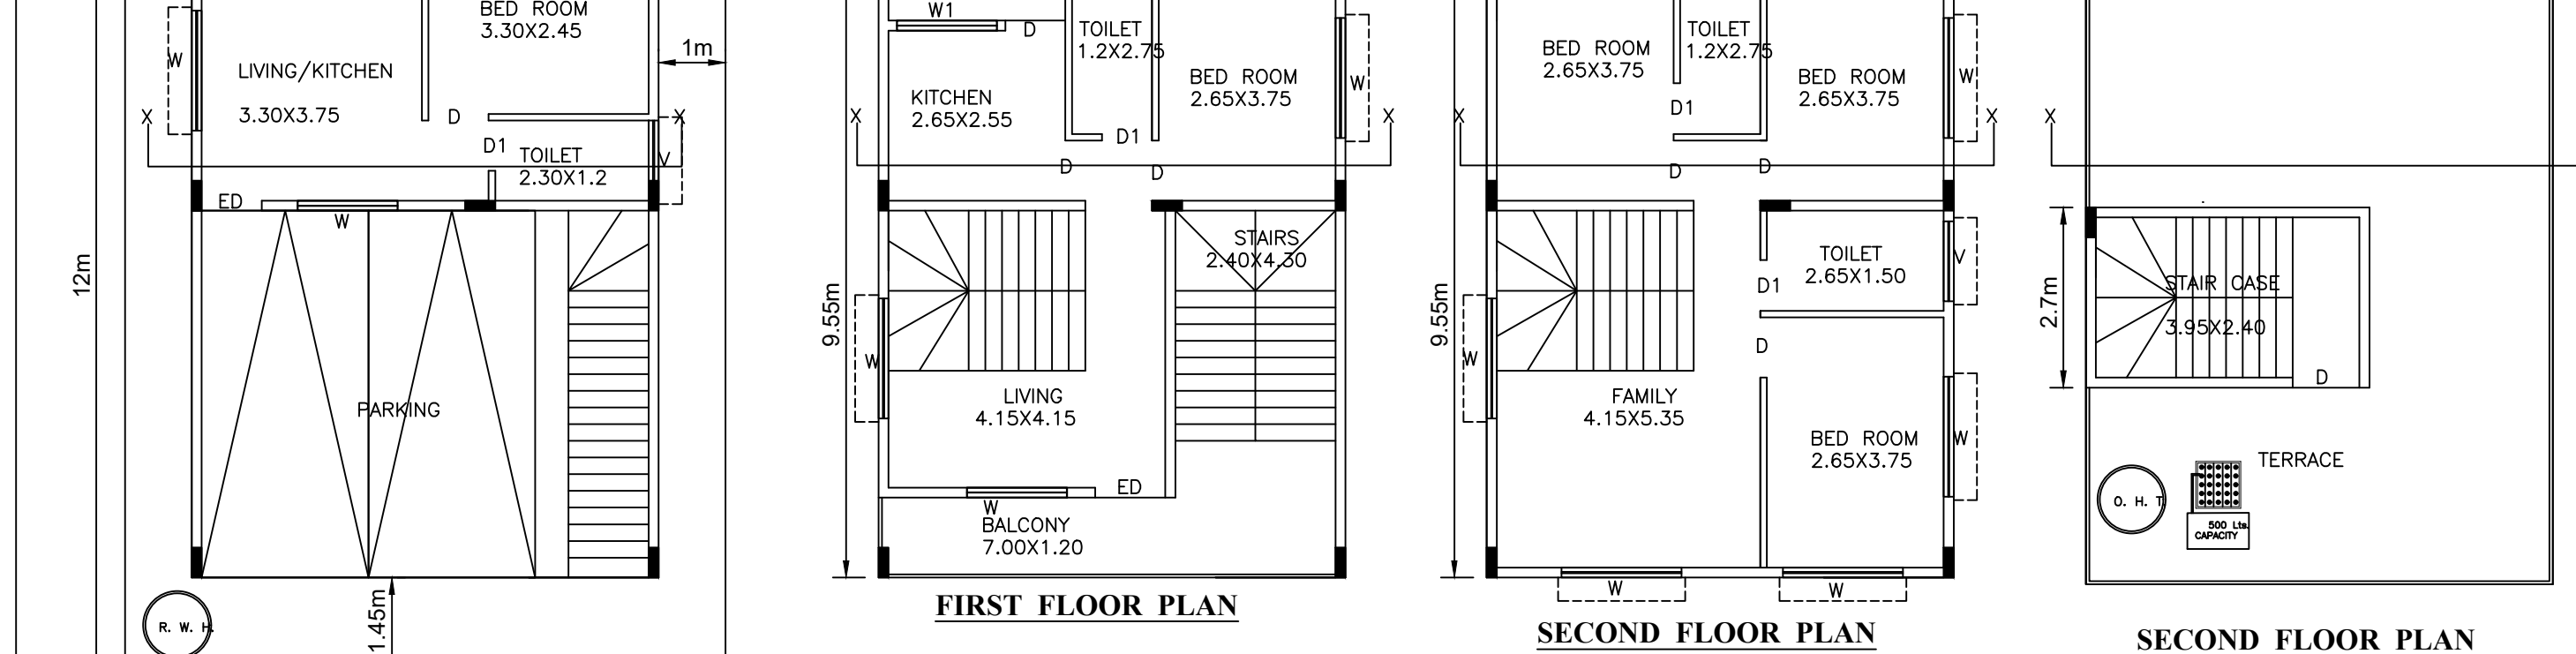 BED ROOM
3.30X2.45
1m
W
LIVING/KITCHEN
3.30X3.75
X
D
X
D1
TOILET
2.30X1.2
V
ED
W
12m
PARKING
R. W. H.
1.45m
W1
D
TOILET
1.2X2.75
BED ROOM
2.65X3.75
W
KITCHEN
2.65X2.55
X
X
D1
D
D
STAIRS
2.40X4.30
9.55m
W
LIVING
4.15X4.15
ED
W
BALCONY
7.00X1.20
FIRST FLOOR PLAN
BED ROOM
2.65X3.75
TOILET
1.2X2.75
BED ROOM
2.65X3.75
W
D1
X
X
D
D
TOILET
2.65X1.50
V
D1
9.55m
D
W
FAMILY
4.15X5.35
BED ROOM
2.65X3.75
W
W
W
SECOND FLOOR PLAN
X
2.7m
STAIR CASE
3.95X2.40
D
TERRACE
O. H. T
500 Lts.
CAPACITY
SECOND FLOOR PLAN